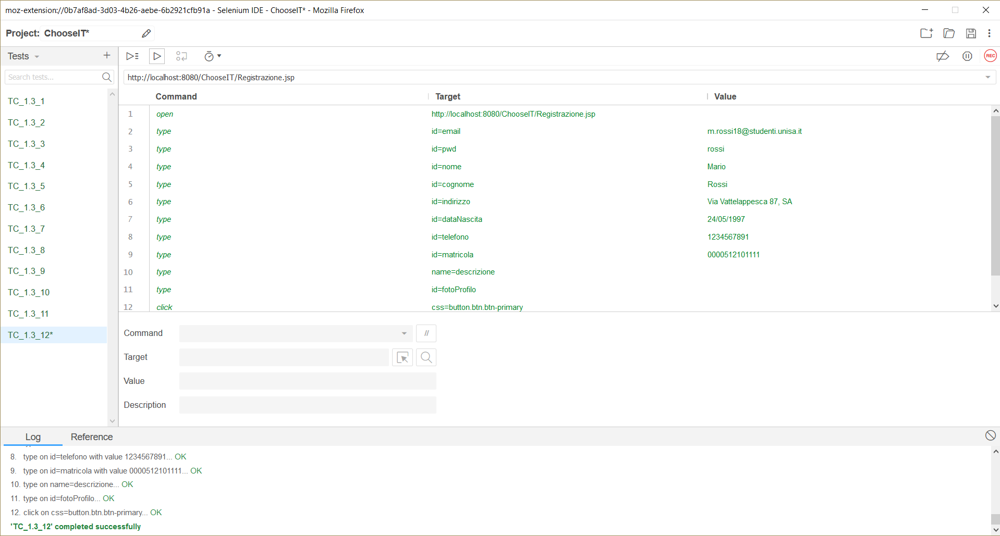 moz-extension://0b7af8ad-3d03-4b26-aebe-6b2921cfb91a - Selenium IDE - ChooseIT* - Mozilla Firefox
Project: ChooseIT*
Tests
+
REC
Search tests...
http://localhost:8080/ChooseIT/Registrazione.jsp
TC_1.3_1
TC_1.3_2
TC_1.3_3
TC_1.3_4
TC_1.3_5
TC_1.3_6
TC_1.3_7
TC_1.3_8
TC_1.3_9
TC_1.3_10
TC_1.3_11
TC_1.3_12*
Command Target Value
1 open http://localhost:8080/ChooseIT/Registrazione.jsp
2 type id=email m.rossi18@studenti.unisa.it
3 type id=pwd rossi
4 type id=nome Mario
5 type id=cognome Rossi
6 type id=indirizzo Via Vattelappesca 87, SA
7 type id=dataNascita 24/05/1997
8 type id=telefono 1234567891
9 type id=matricola 0000512101111
10 type name=descrizione
11 type id=fotoProfilo
12 click css=button.btn.btn-primary
Command //
Target
Value
Description
Log Reference
8. type on id=telefono with value 1234567891... OK
9. type on id=matricola with value 0000512101111... OK
10. type on name=descrizione... OK
11. type on id=fotoProfilo... OK
12. click on css=button.btn.btn-primary... OK
'TC_1.3_12' completed successfully